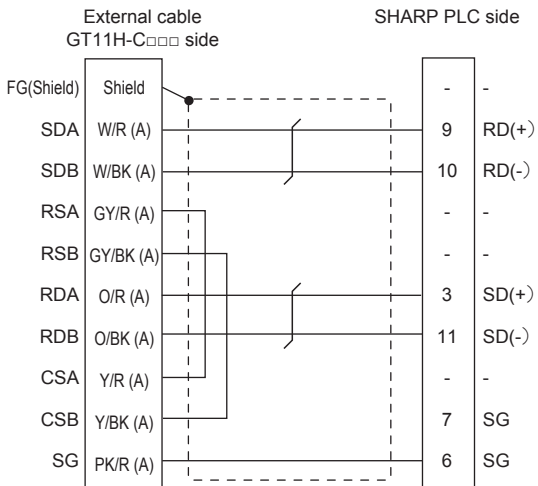 External cable
GT11H-C□□□ side
SHARP PLC side
FG(Shield) Shield - -
SDA W/R (A) 9 RD(+)
SDB W/BK (A) 10 RD(-)
RSA GY/R (A) - -
RSB GY/BK (A) - -
RDA O/R (A) 3 SD(+)
RDB O/BK (A) 11 SD(-)
CSA Y/R (A) - -
CSB Y/BK (A) 7 SG
SG PK/R (A) 6 SG